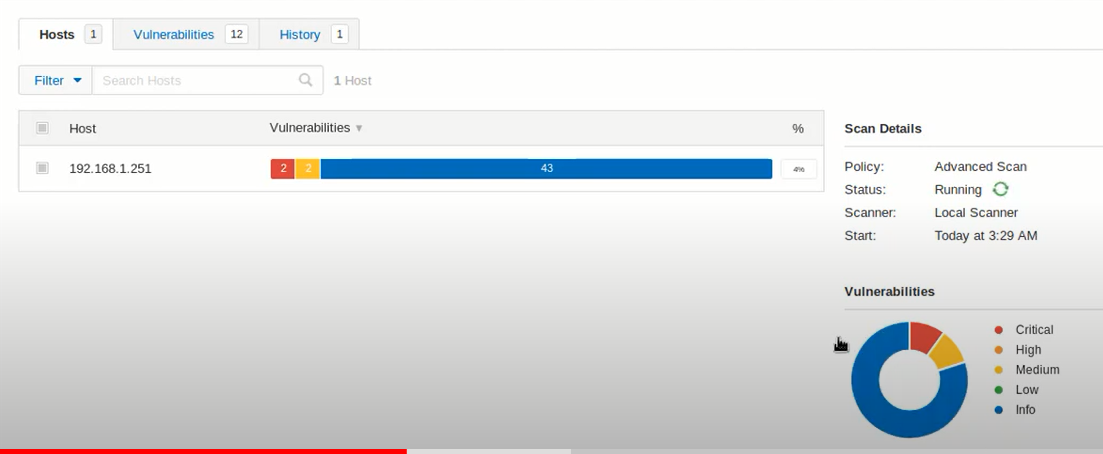 Hosts 1 Vulnerabilities 12 History 1
Filter Search Hosts 1 Host
Host Vulnerabilities %
192.168.1.251 2 2 43 4%
Scan Details
Policy: Advanced Scan
Status: Running
Scanner: Local Scanner
Start: Today at 3:29 AM
Vulnerabilities
Critical
High
Medium
Low
Info